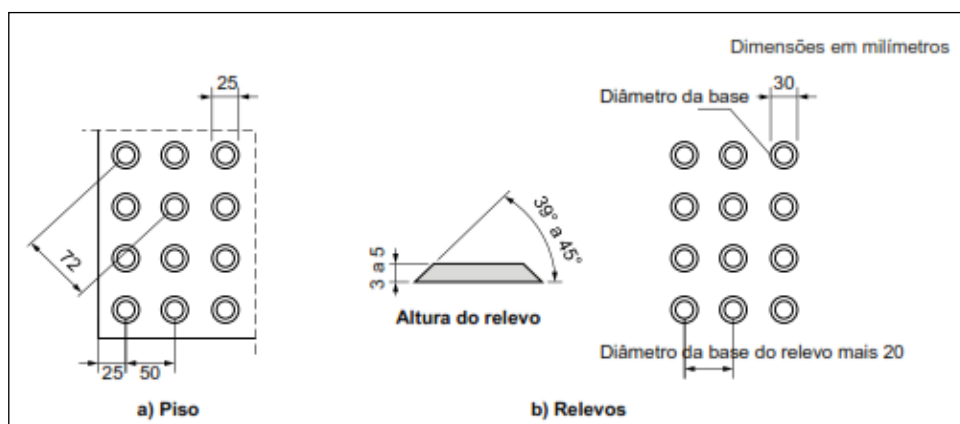 Dimensões em milímetros
25
30
Diâmetro da base
72
39° a 45°
3 a 5
Altura do relevo
25
50
Diâmetro da base do relevo mais 20
a) Piso
b) Relevos